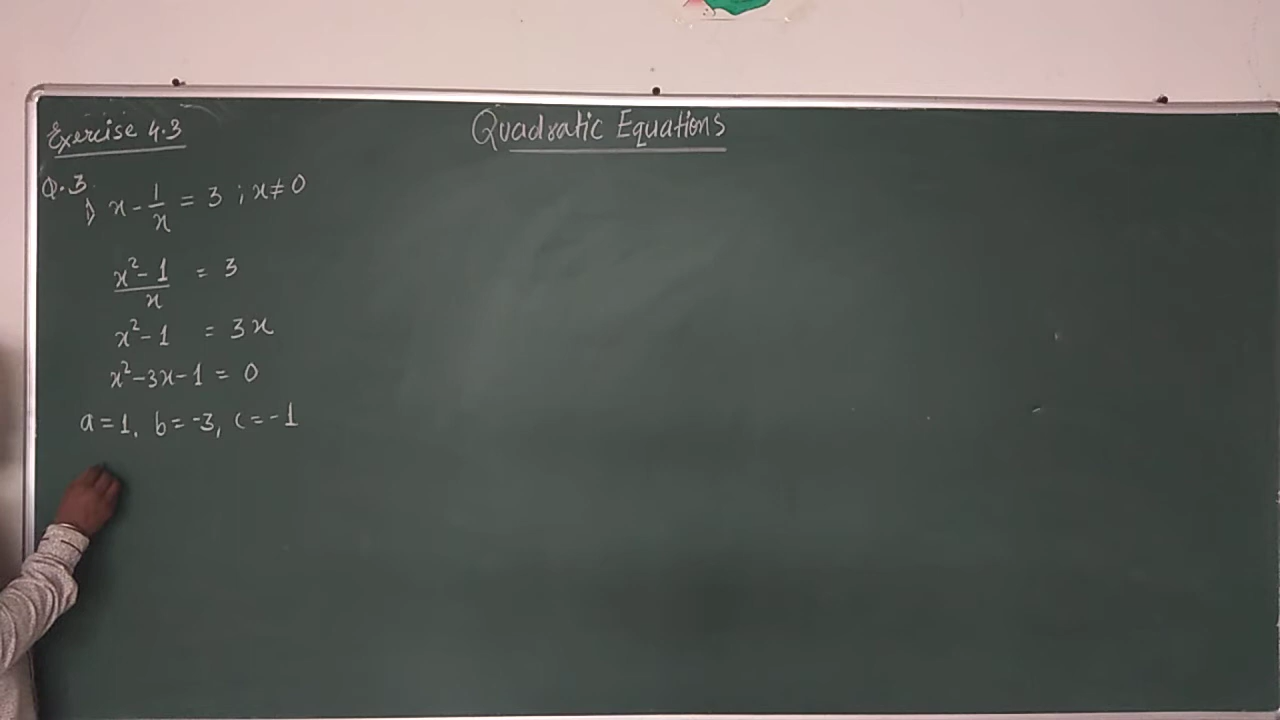 Quadratic Equations
Exercise 4.3
Q.3
i) x - 1/x = 3 ; x ≠ 0
x² - 1 / x = 3
x² - 1 = 3x
x² - 3x - 1 = 0
a = 1, b = -3, c = -1